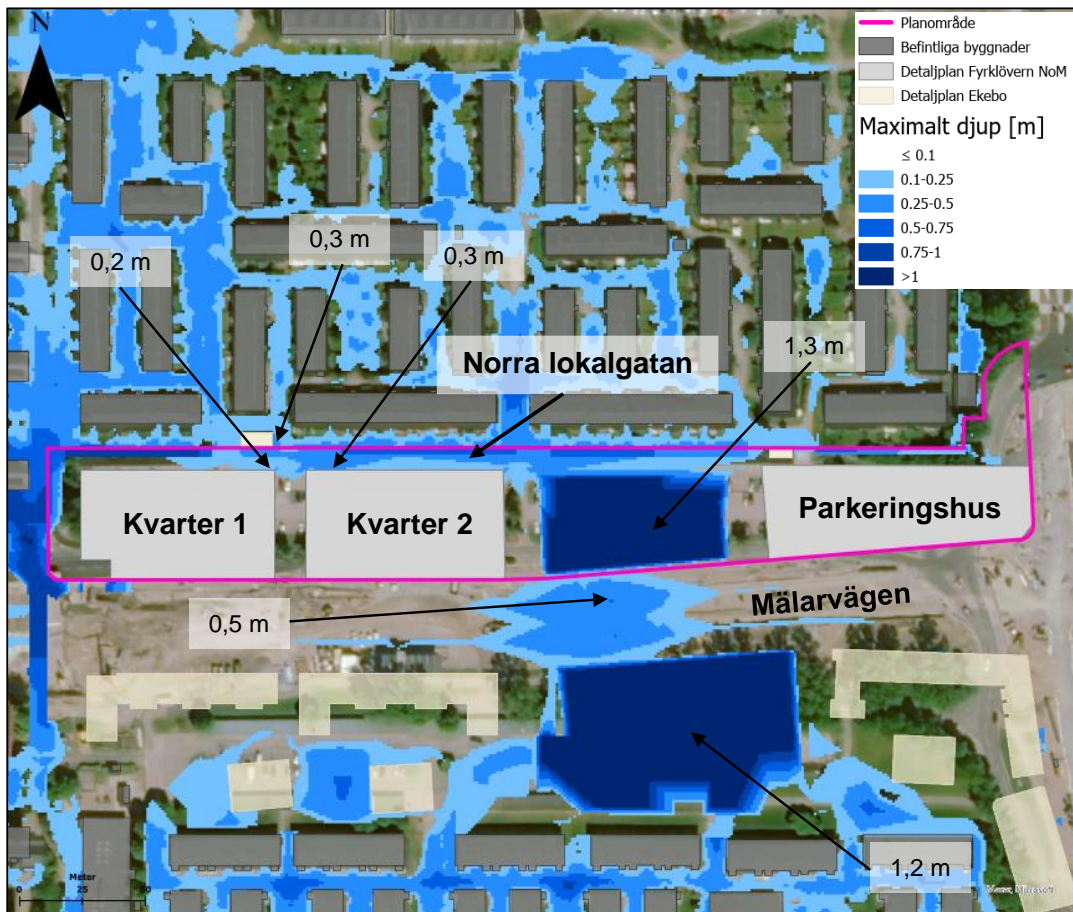 N
Planområde
Befintliga byggnader
Detaljplan Fyrklövern NoM
Detaljplan Ekebo
Maximalt djup [m]
≤ 0.1
0.1-0.25
0.25-0.5
0.5-0.75
0.75-1
>1
0,2 m
0,3 m
0,3 m
Norra lokalgatan
1,3 m
Kvarter 1
Kvarter 2
Parkeringshus
0,5 m
Mälarvägen
1,2 m
Meter
0 25 50
Maxar, Microsoft